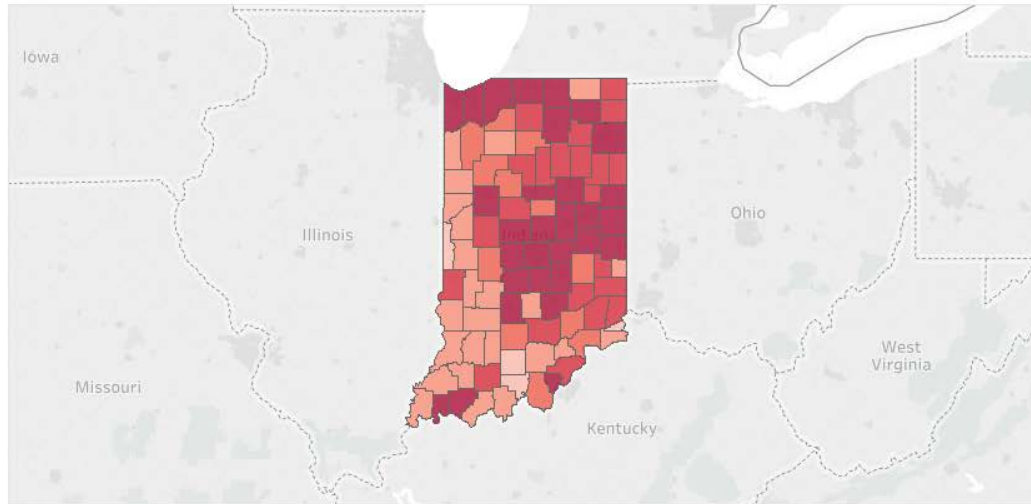 Iowa
Illinois
Indiana
Ohio
West
Virginia
Missouri
Kentucky